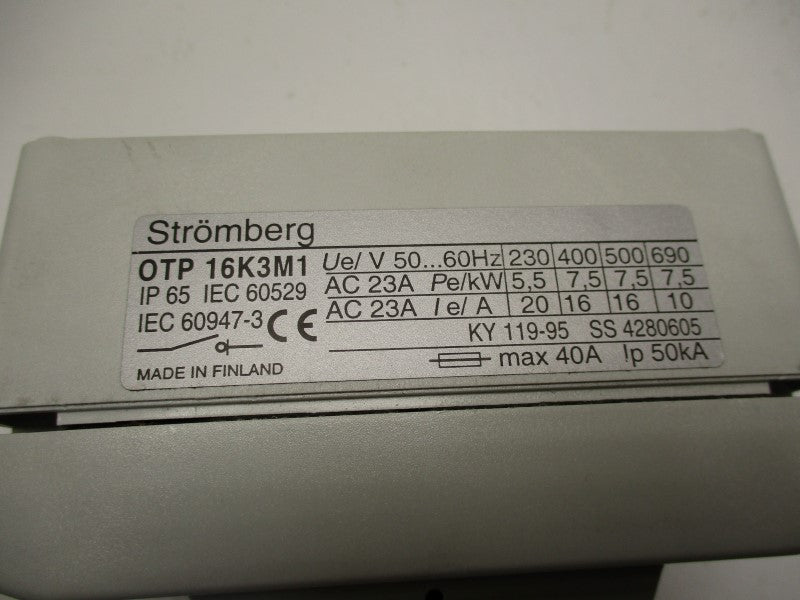 Strömberg
OTP 16K3M1
IP 65 IEC 60529
IEC 60947-3 CE
MADE IN FINLAND
Ue/ V 50...60Hz 230 400 500 690
AC 23A Pe/kW 5,5 7,5 7,5 7,5
AC 23A Ie/ A 20 16 16 10
KY 119-95 SS 4280605
max 40A Ip 50kA